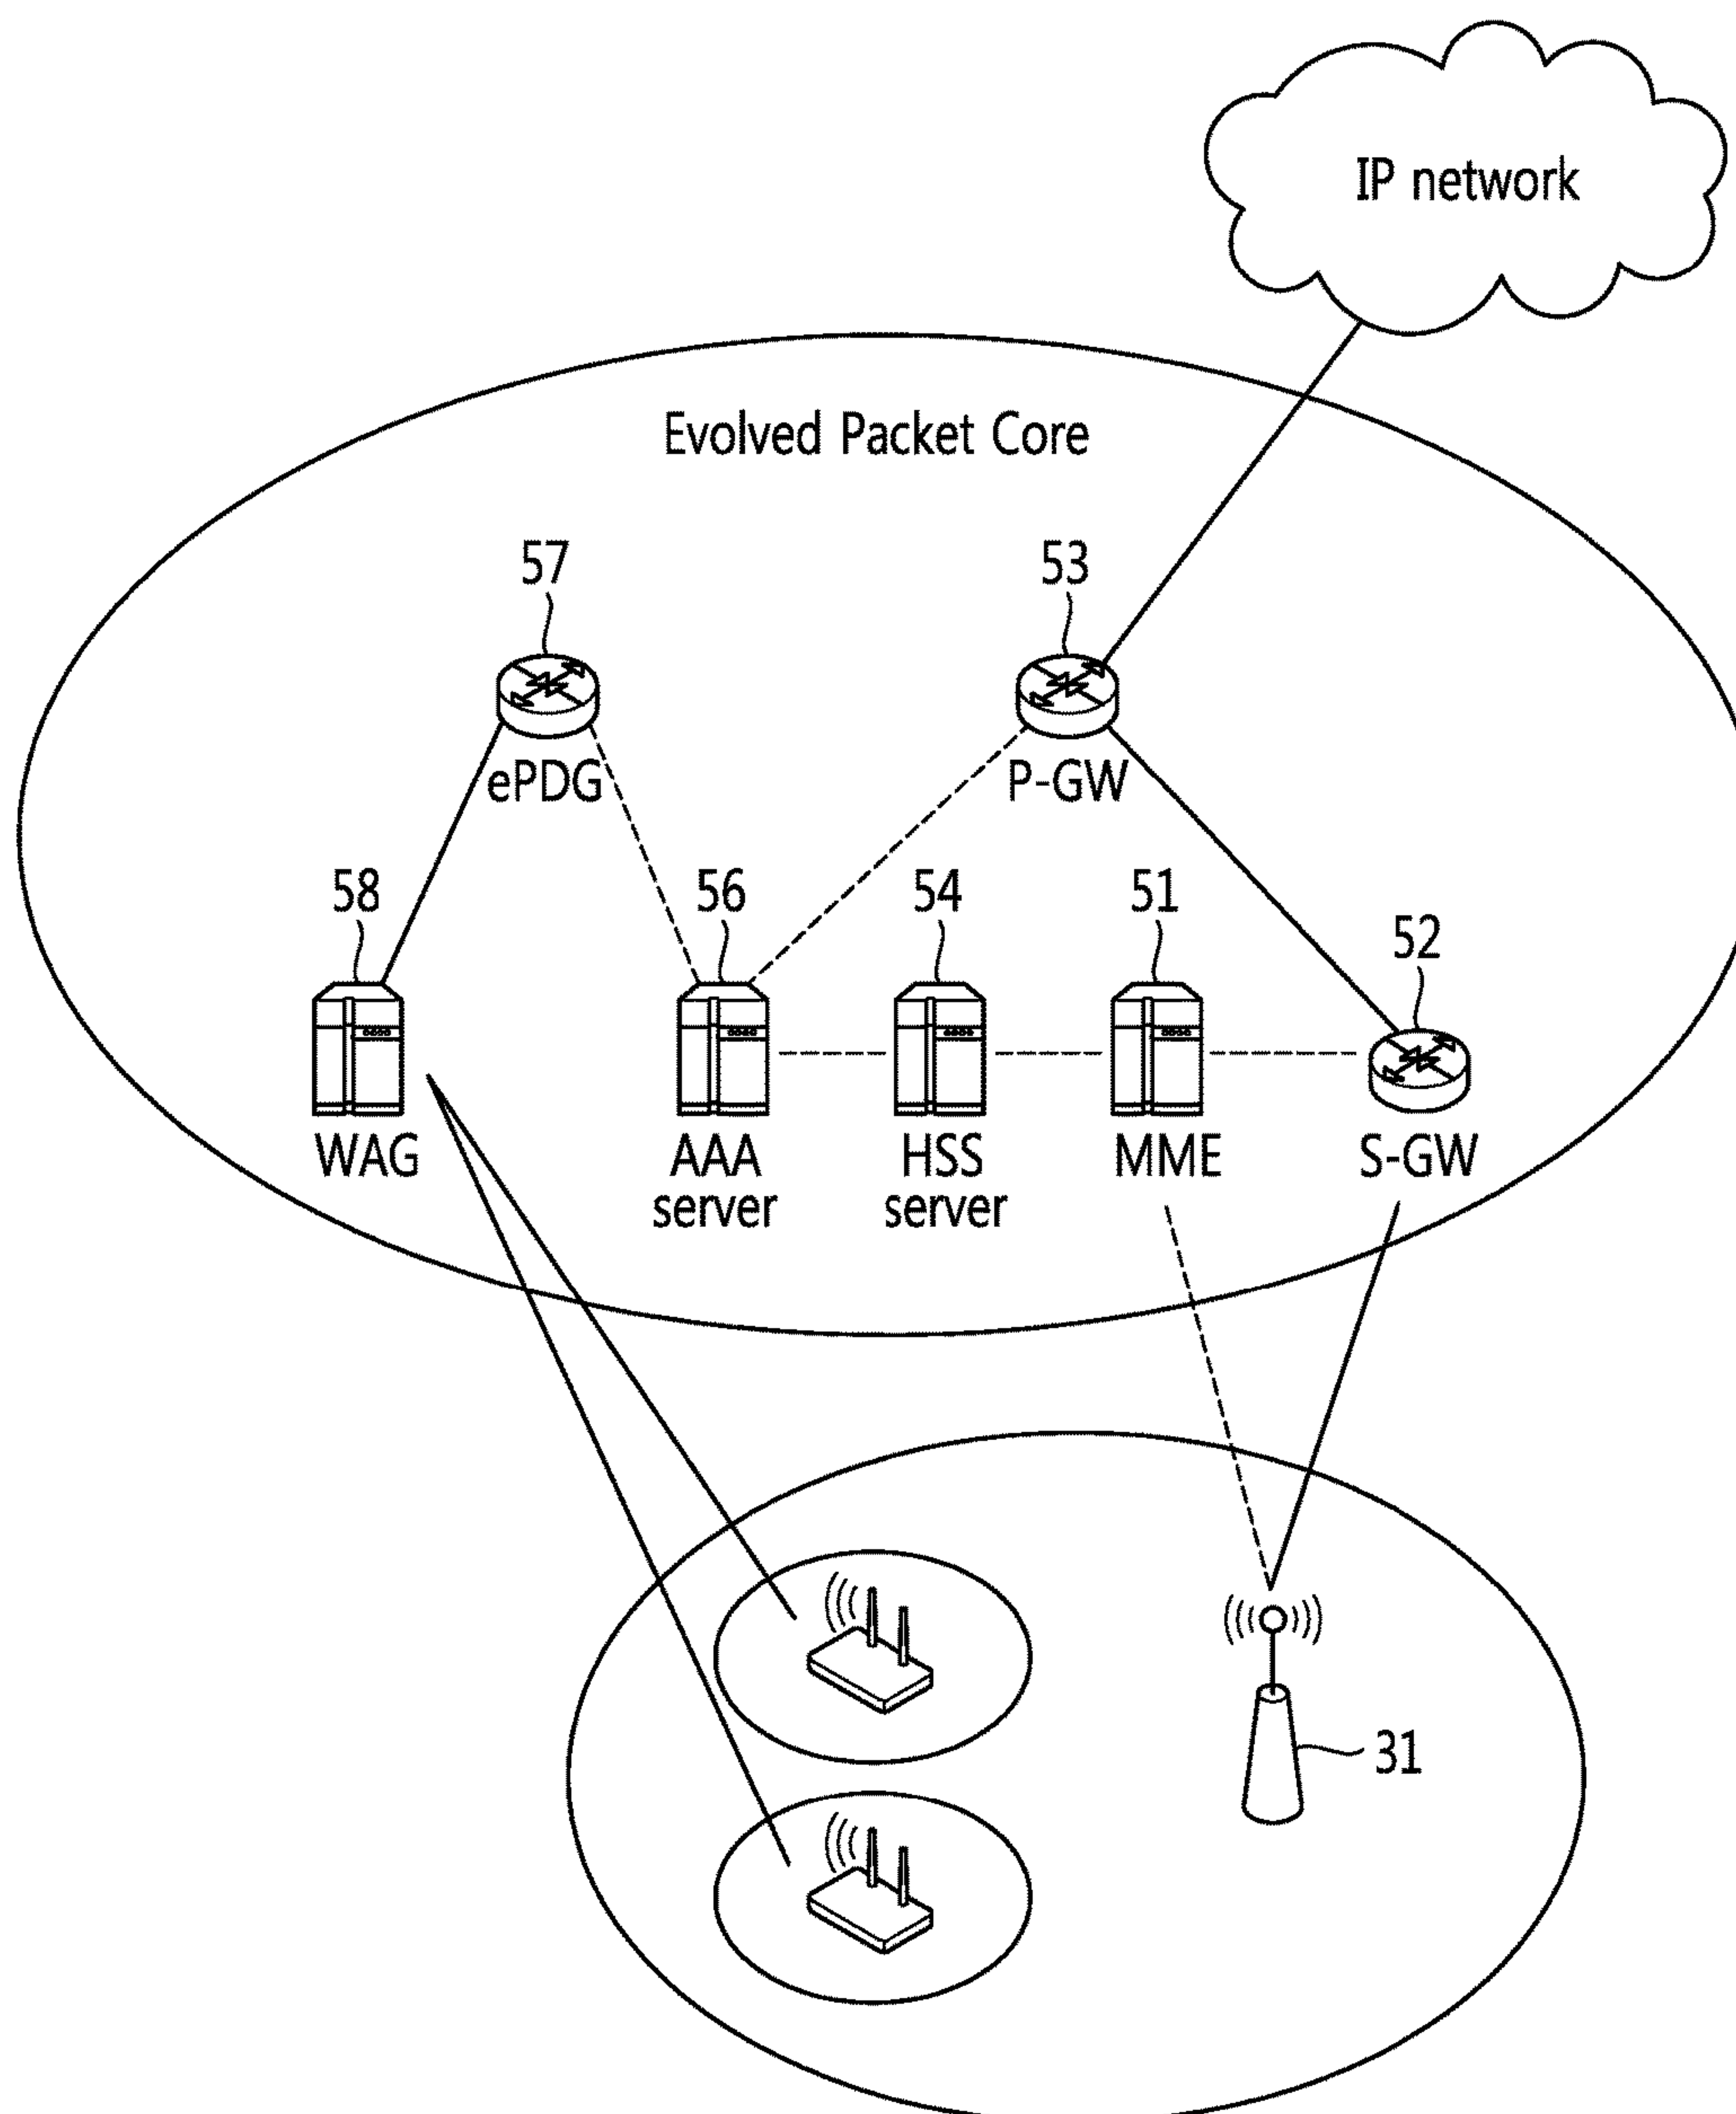 IP network
Evolved Packet Core
57
53
ePDG
P-GW
58
56
54
51
52
WAG
AAA
server
HSS
server
MME
S-GW
31